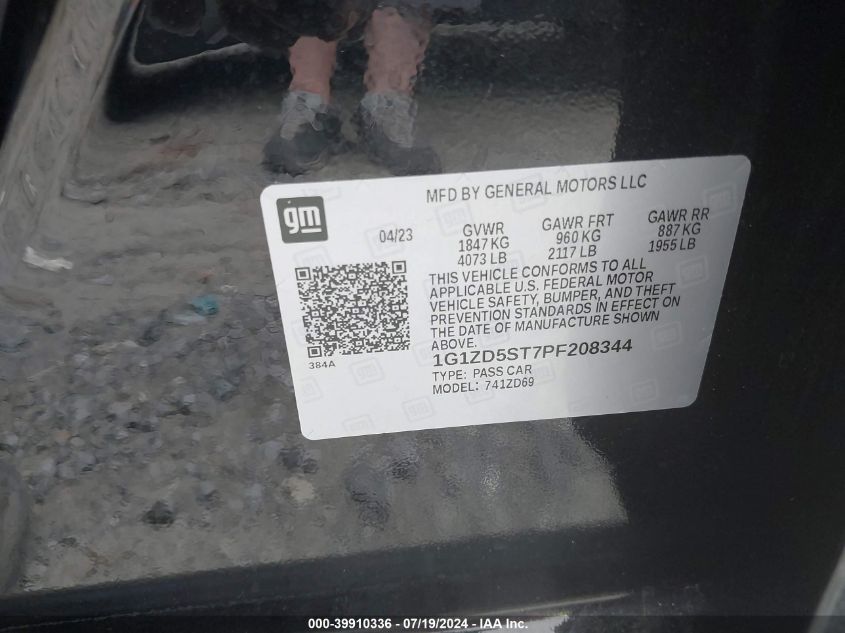 MFD BY GENERAL MOTORS LLC
gm
04/23
GVWR
1847 KG
4073 LB
GAWR FRT
960 KG
2117 LB
GAWR RR
887 KG
1955 LB
THIS VEHICLE CONFORMS TO ALL
APPLICABLE U.S. FEDERAL MOTOR
VEHICLE SAFETY, BUMPER, AND THEFT
PREVENTION STANDARDS IN EFFECT ON
THE DATE OF MANUFACTURE SHOWN
ABOVE.
384A
1G1ZD5ST7PF208344
TYPE: PASS CAR
MODEL: 741ZD69
000-39910336 - 07/19/2024 - IAA Inc.